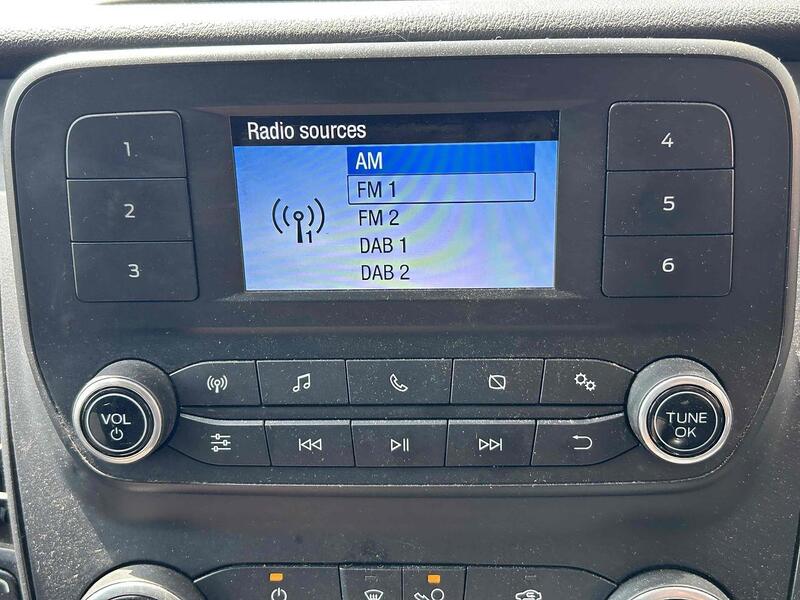 Radio sources
AM
FM 1
FM 2
DAB 1
DAB 2
1
1
2
3
4
5
6
VOL
TUNE
OK